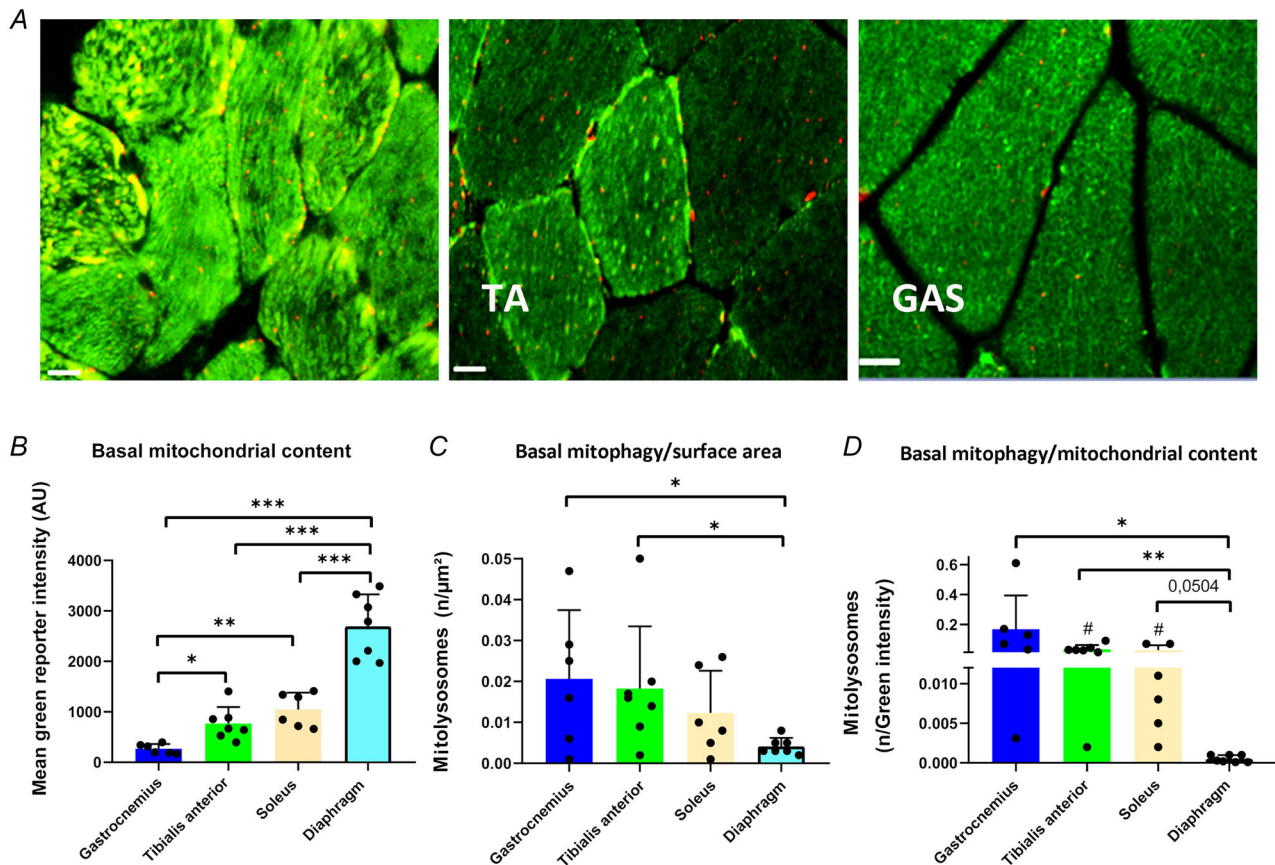 A
TA
GAS
B
Basal mitochondrial content
Mean green reporter intensity (AU)
4000
3000
2000
1000
0
***
***
***
**
*
Gastrocnemius
Tibialis anterior
Soleus
Diaphragm
C
Basal mitophagy/surface area
Mitolysosomes (n/µm²)
0.05
0.04
0.03
0.02
0.01
0.00
*
*
Gastrocnemius
Tibialis anterior
Soleus
Diaphragm
D
Basal mitophagy/mitochondrial content
Mitolysosomes
(n/Green intensity)
0.6
0.4
0.2
0.010
0.005
0.000
*
**
0,0504
#
#
Gastrocnemius
Tibialis anterior
Soleus
Diaphragm